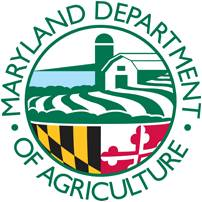 MARYLAND DEPARTMENT
• OF AGRICULTURE •